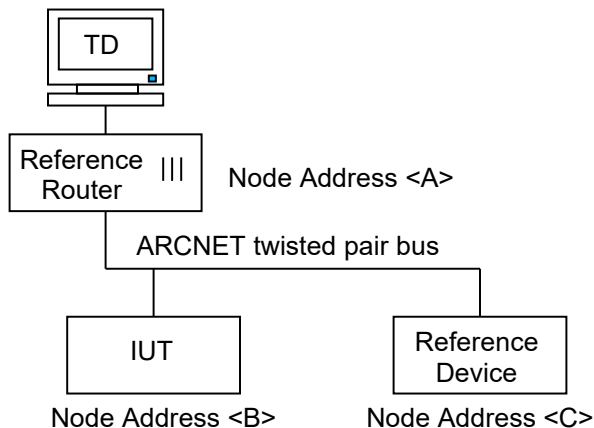 TD
Reference
Router
Node Address <A>
ARCNET twisted pair bus
IUT
Reference
Device
Node Address <B>
Node Address <C>